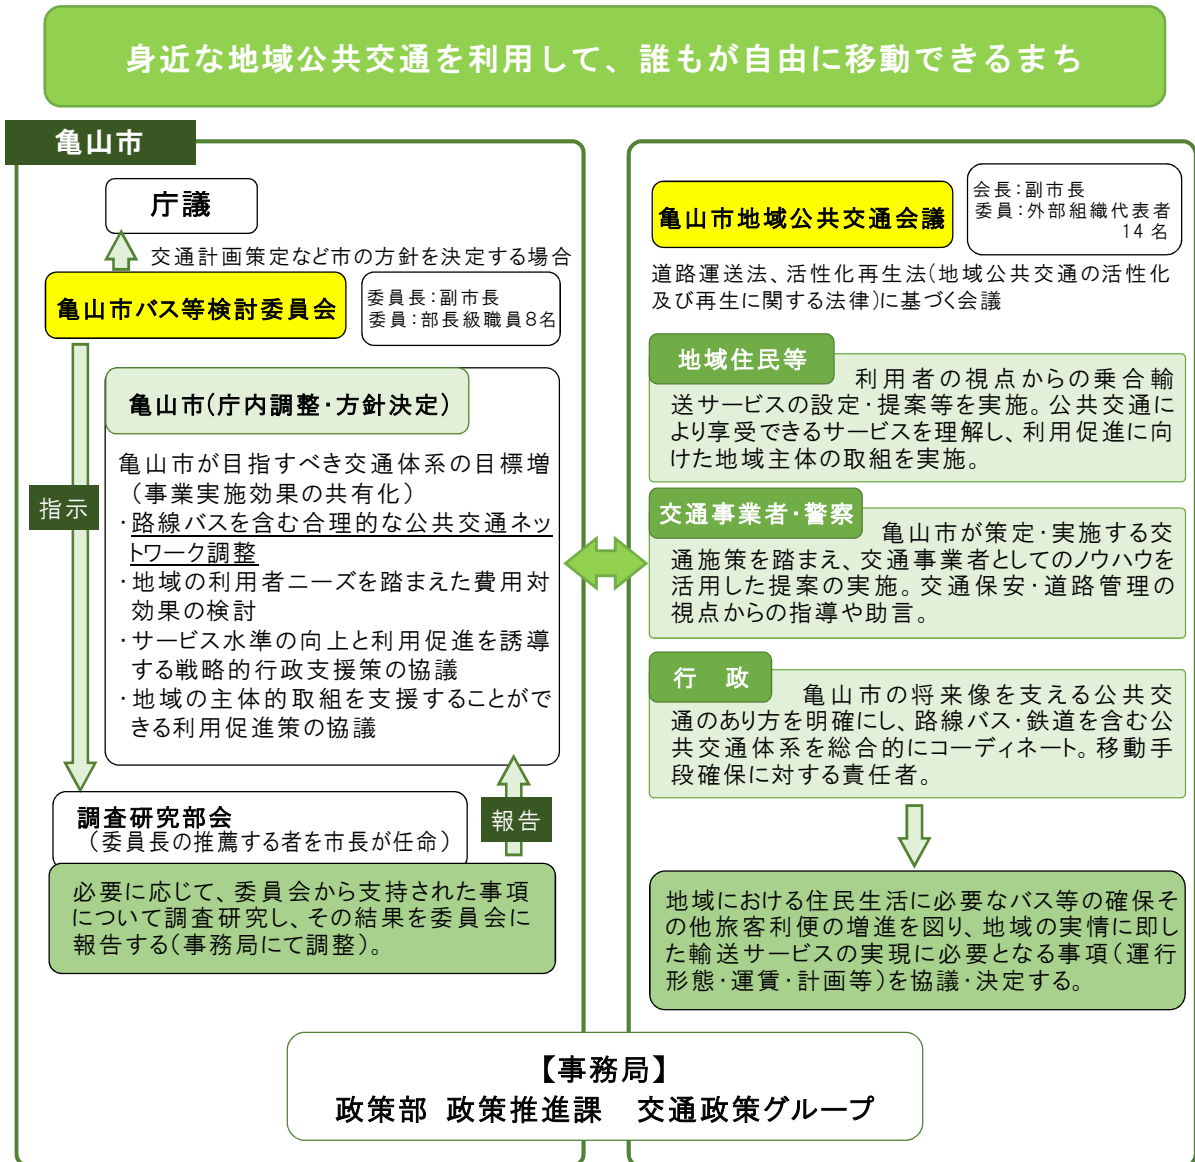 身近な地域公共交通を利用して、誰もが自由に移動できるまち
亀山市
庁議
交通計画策定など市の方針を決定する場合
亀山市バス等検討委員会
委員長：副市長
委員：部長級職員８名
亀山市（庁内調整・方針決定）
亀山市が目指すべき交通体系の目標増
（事業実施効果の共有化）
・路線バスを含む合理的な公共交通ネッ
トワーク調整
・地域の利用者ニーズを踏まえた費用対
効果の検討
・サービス水準の向上と利用促進を誘導
する戦略的行政支援策の協議
・地域の主体的取組を支援することがで
きる利用促進策の協議
指示
報告
調査研究部会
（委員長の推薦する者を市長が任命）
必要に応じて、委員会から支持された事項
について調査研究し、その結果を委員会に
報告する（事務局にて調整）。
亀山市地域公共交通会議
会長：副市長
委員：外部組織代表者
14名
道路運送法、活性化再生法（地域公共交通の活性化
及び再生に関する法律）に基づく会議
地域住民等
利用者の視点からの乗合輸
送サービスの設定・提案等を実施。公共交通に
より享受できるサービスを理解し、利用促進に向
けた地域主体の取組を実施。
交通事業者・警察
亀山市が策定・実施する交
通施策を踏まえ、交通事業者としてのノウハウを
活用した提案の実施。交通保安・道路管理の
視点からの指導や助言。
行　政
亀山市の将来像を支える公共交
通のあり方を明確にし、路線バス・鉄道を含む公
共交通体系を総合的にコーディネート。移動手
段確保に対する責任者。
地域における住民生活に必要なバス等の確保そ
の他旅客利便の増進を図り、地域の実情に即し
た輸送サービスの実現に必要となる事項（運行
形態・運賃・計画等）を協議・決定する。
【事務局】
政策部 政策推進課　交通政策グループ